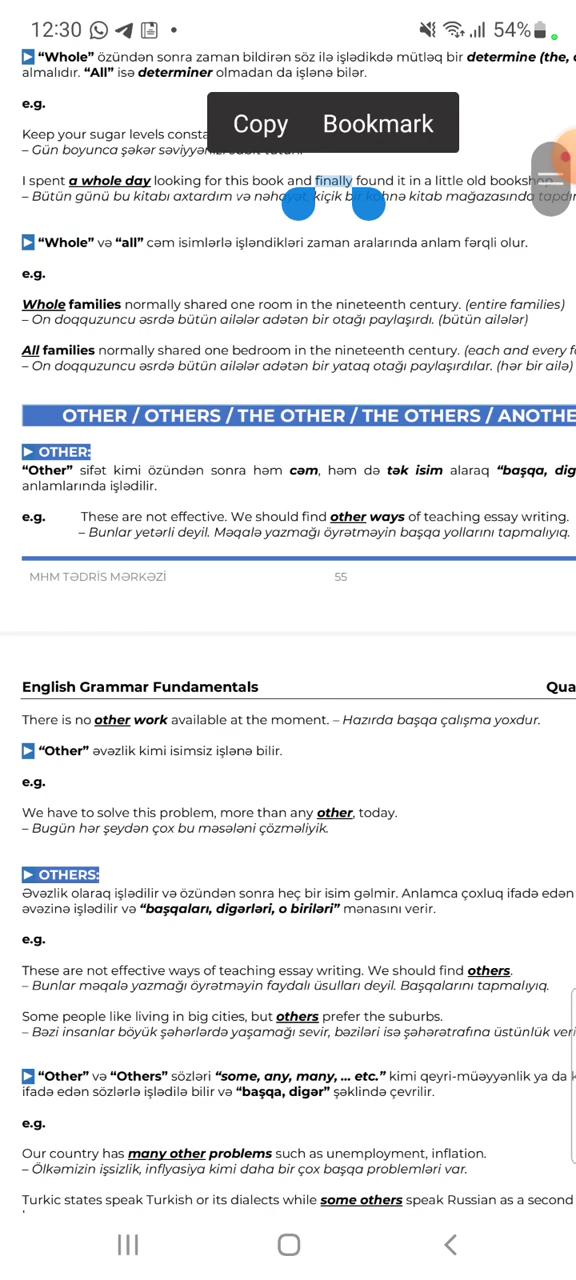 12:30 54%
▶ “Whole” özündən sonra zaman bildirən söz ilə işlədikdə mütləq bir determine (the,
almalıdır. “All” isə determiner olmadan da işlənə bilər.
e.g.
Copy Bookmark
Keep your sugar levels
– Gün boyunca şəkər
I spent a whole day looking for this book and finally found it in a little old bookshop
– Bütün günü bu kitabı axtardım və kiçik bir köhnə kitab mağazasında
▶ “Whole” və “all” cəm isimlərlə işləndikləri zaman aralarında anlam fərqli olur.
e.g.
Whole families normally shared one room in the nineteenth century. (entire families)
– On doqquzuncu əsrdə bütün ailələr adətən bir otağı paylaşırdı. (bütün ailələr)
All families normally shared one bedroom in the nineteenth century. (each and every
– On doqquzuncu əsrdə bütün ailələr adətən bir yataq otağı paylaşırdılar. (hər bir ailə)
OTHER / OTHERS / THE OTHER / THE OTHERS /
▶ OTHER:
“Other” sifət kimi özündən sonra həm cəm, həm də tək isim alaraq “başqa,
anlamlarında işlədilir.
e.g. These are not effective. We should find other ways of teaching essay writing.
– Bunlar yetərli deyil. Məqalə yazmağı öyrətməyin başqa yollarını tapmalıyıq.
MHM TƏDRİS MƏRKƏZİ 55
English Grammar Fundamentals
There is no other work available at the moment. – Hazırda başqa çalışma yoxdur.
▶ “Other” əvəzlik kimi isimsiz işlənə bilir.
e.g.
We have to solve this problem, more than any other, today.
– Bugün hər şeydən çox bu məsələni çözməliyik.
▶ OTHERS:
Əvəzlik olaraq işlədilir və özündən sonra heç bir isim gəlmir. Anlamca çoxluq ifadə edən
əvəzinə işlədilir və “başqaları, digərləri, o biriləri” mənasını verir.
e.g.
These are not effective ways of teaching essay writing. We should find others.
– Bunlar məqalə yazmağı öyrətməyin faydalı üsulları deyil. Başqalarını tapmalıyıq.
Some people like living in big cities, but others prefer the suburbs.
– Bəzi insanlar böyük şəhərlərdə yaşamağı sevir, bəziləri isə şəhərətrafına üstünlük
▶ “Other” və “Others” sözləri “some, any, many, ... etc.” kimi qeyri-müəyyənlik ya da
ifadə edən sözlərlə işlədilə bilir və “başqa, digər” şəklində çevrilir.
e.g.
Our country has many other problems such as unemployment, inflation.
– Ölkəmizin işsizlik, inflyasiya kimi daha bir çox başqa problemləri var.
Turkic states speak Turkish or its dialects while some others speak Russian as a second